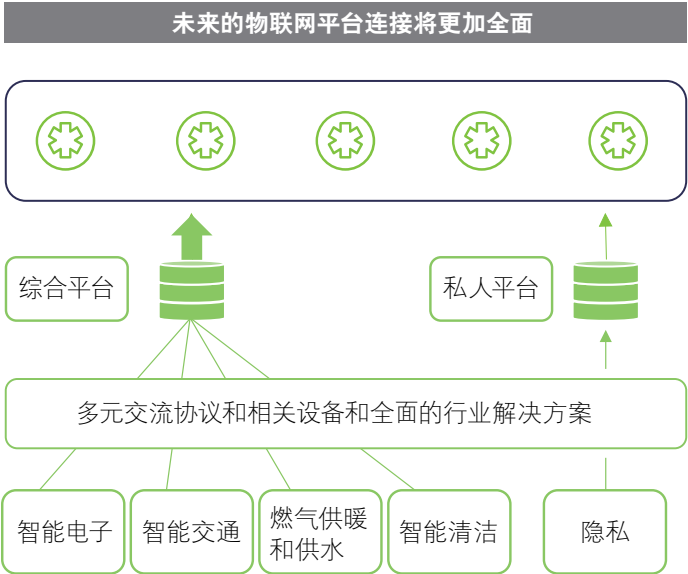 未来的物联网平台连接将更加全面
综合平台
私人平台
多元交流协议和相关设备和全面的行业解决方案
智能电子
智能交通
燃气供暖
和供水
智能清洁
隐私